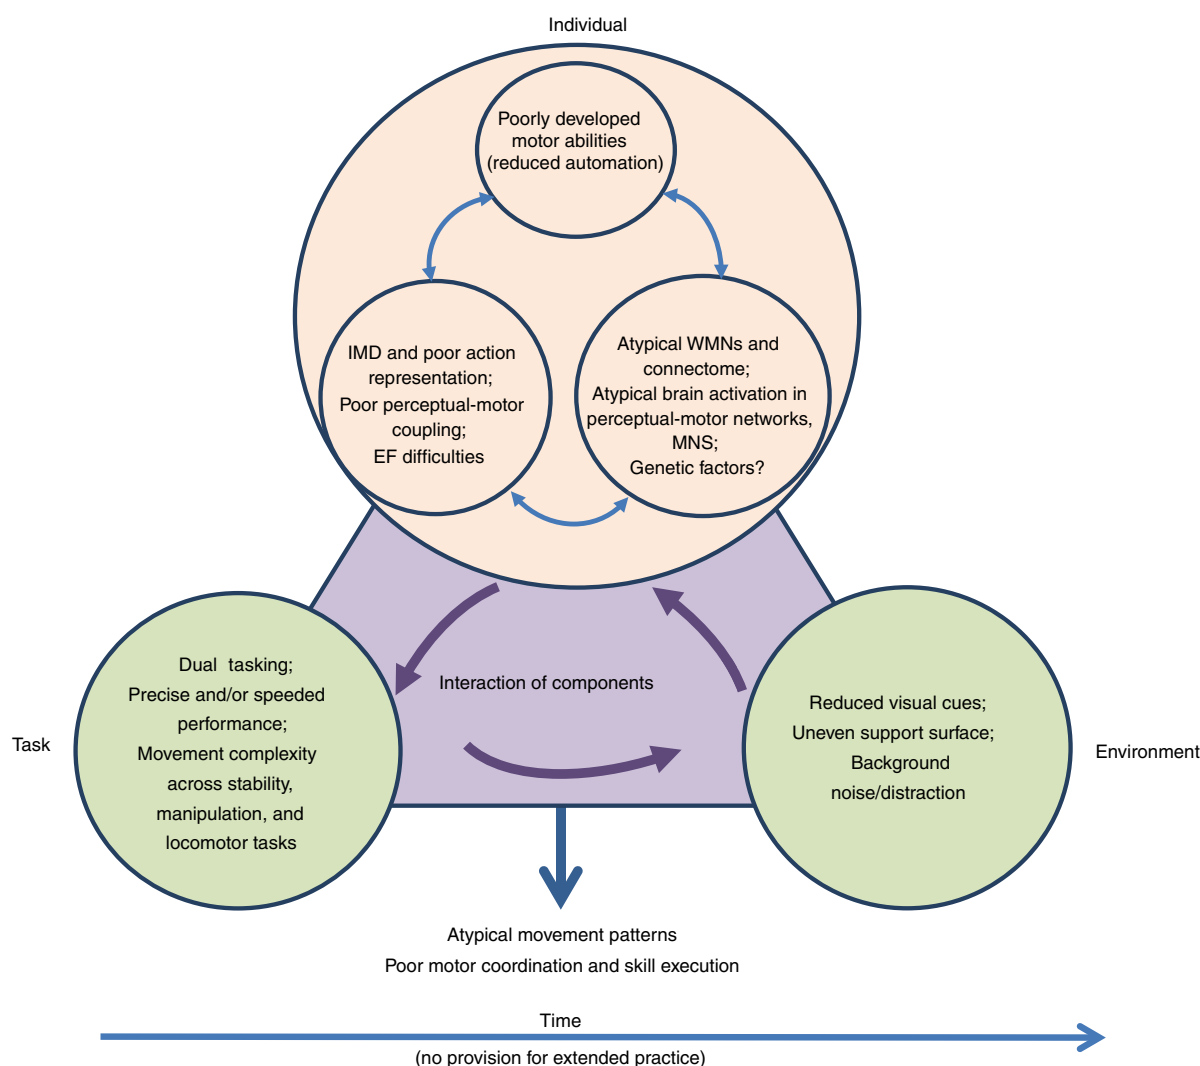 Individual
Poorly developed
motor abilities
(reduced automation)
IMD and poor action
representation;
Poor perceptual-motor
coupling;
EF difficulties
Atypical WMNs and
connectome;
Atypical brain activation in
perceptual-motor networks,
MNS;
Genetic factors?
Interaction of components
Task
Dual tasking;
Precise and/or speeded
performance;
Movement complexity
across stability,
manipulation, and
locomotor tasks
Reduced visual cues;
Uneven support surface;
Background
noise/distraction
Environment
Atypical movement patterns
Poor motor coordination and skill execution
Time
(no provision for extended practice)